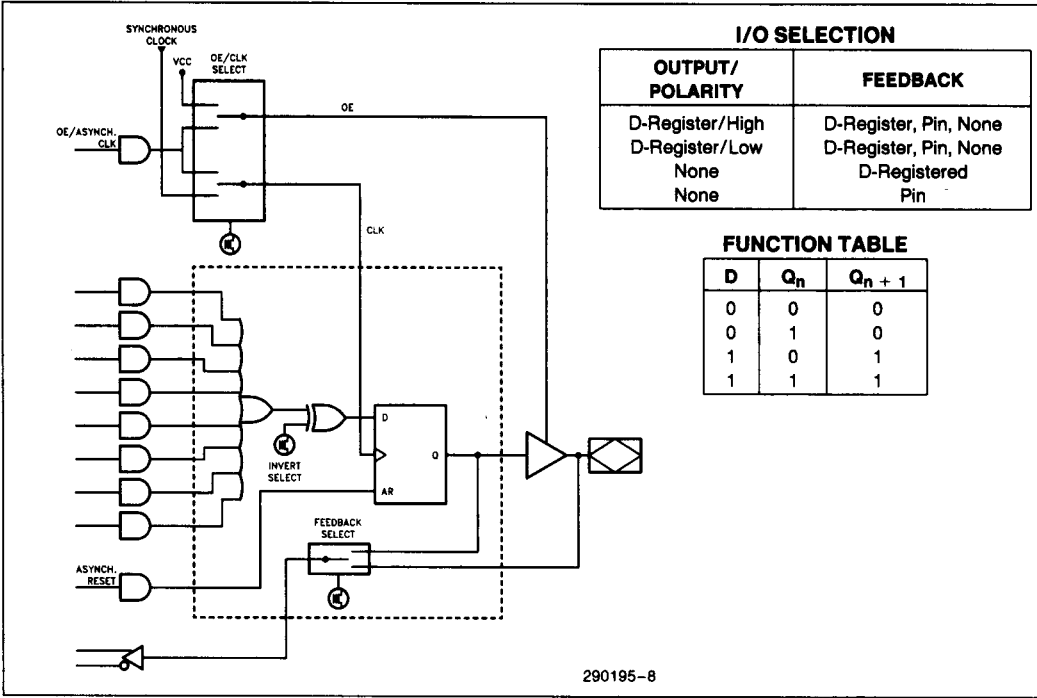 SYNCHRONOUS
CLOCK
VCC
OE/CLK
SELECT
OE
OE/ASYNCH.
CLK
CLK
D
Q
AR
INVERT
SELECT
FEEDBACK
SELECT
ASYNCH.
RESET
I/O SELECTION
OUTPUT/
POLARITY
FEEDBACK
D-Register/High D-Register, Pin, None
D-Register/Low D-Register, Pin, None
None D-Registered
None Pin
FUNCTION TABLE
D Qn Qn + 1
0 0 0
0 1 0
1 0 1
1 1 1
290195–8